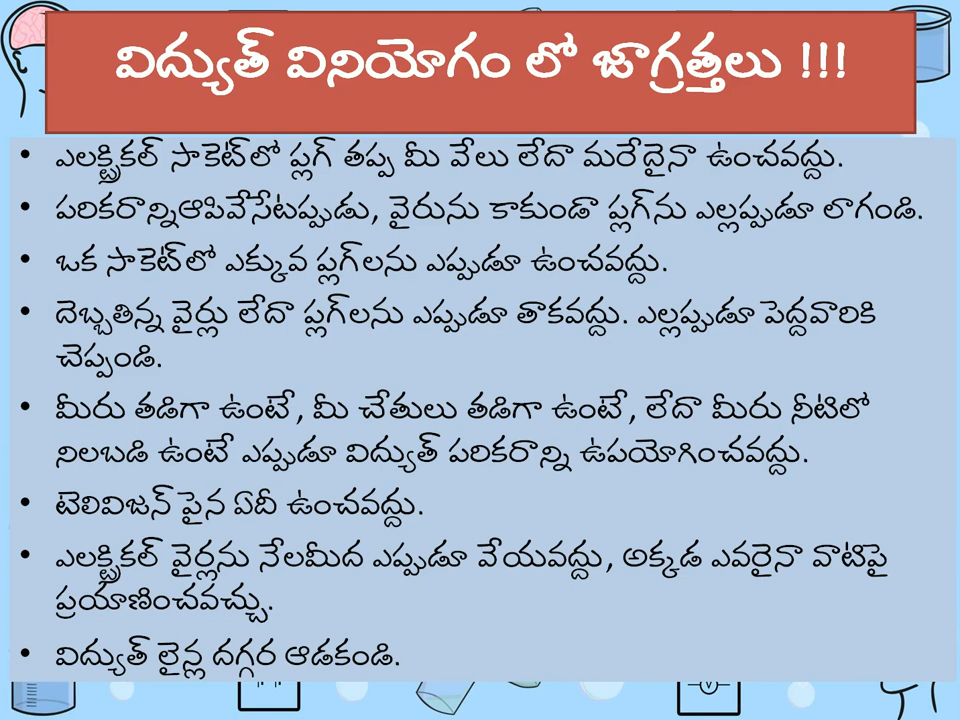 విద్యుత్ వినియోగం లో జాగ్రత్తలు !!!
• ఎలక్ట్రికల్ సాకెట్‌లో ప్లగ్ తప్ప మీ వేలు లేదా మరేదైనా ఉంచవద్దు.
• పరికరాన్నిఆపివేసేటప్పుడు, వైరును కాకుండా ప్లగ్‌ను ఎల్లప్పుడూ లాగండి.
• ఒక సాకెట్‌లో ఎక్కువ ప్లగ్‌లను ఎప్పుడూ ఉంచవద్దు.
• దెబ్బతిన్న వైర్లు లేదా ప్లగ్‌లను ఎప్పుడూ తాకవద్దు. ఎల్లప్పుడూ పెద్దవారికి
చెప్పండి.
• మీరు తడిగా ఉంటే, మీ చేతులు తడిగా ఉంటే, లేదా మీరు నీటిలో
నిలబడి ఉంటే ఎప్పుడూ విద్యుత్ పరికరాన్ని ఉపయోగించవద్దు.
• టెలివిజన్ పైన ఏదీ ఉంచవద్దు.
• ఎలక్ట్రికల్ వైర్లను నేలమీద ఎప్పుడూ వేయవద్దు, అక్కడ ఎవరైనా వాటిపై
ప్రయాణించవచ్చు.
• విద్యుత్ లైన్ల దగ్గర ఆడకండి.
V